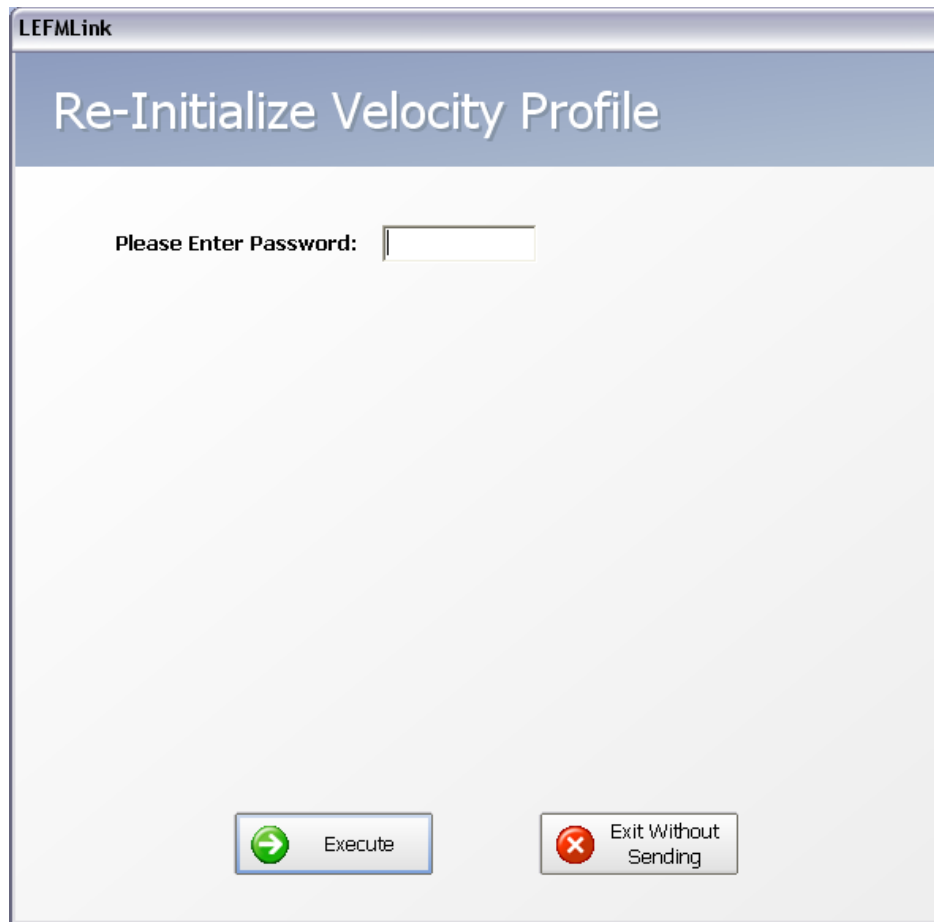 LEFMLink
Re-Initialize Velocity Profile
Please Enter Password:
Execute
Exit Without
Sending